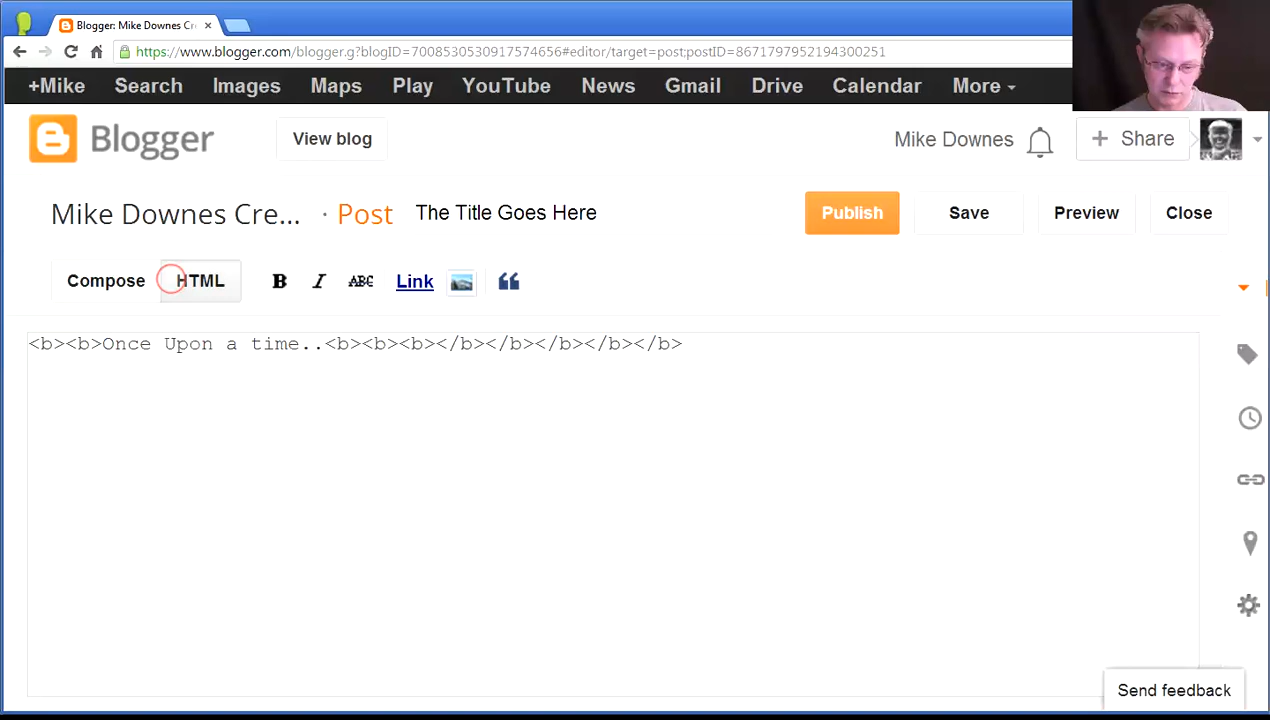 Blogger: Mike Downes Cr
https://www.blogger.com/blogger.g?blogID=7008530530917574656#editor/target=post;postID=8671797952194300251
+Mike Search Images Maps Play YouTube News Gmail Drive Calendar More
Blogger View blog Mike Downes + Share
Mike Downes Cre... · Post The Title Goes Here Publish Save Preview Close
Compose HTML B I ABC Link
<b><b>Once Upon a time..<b><b><b></b></b></b></b></b>
Send feedback